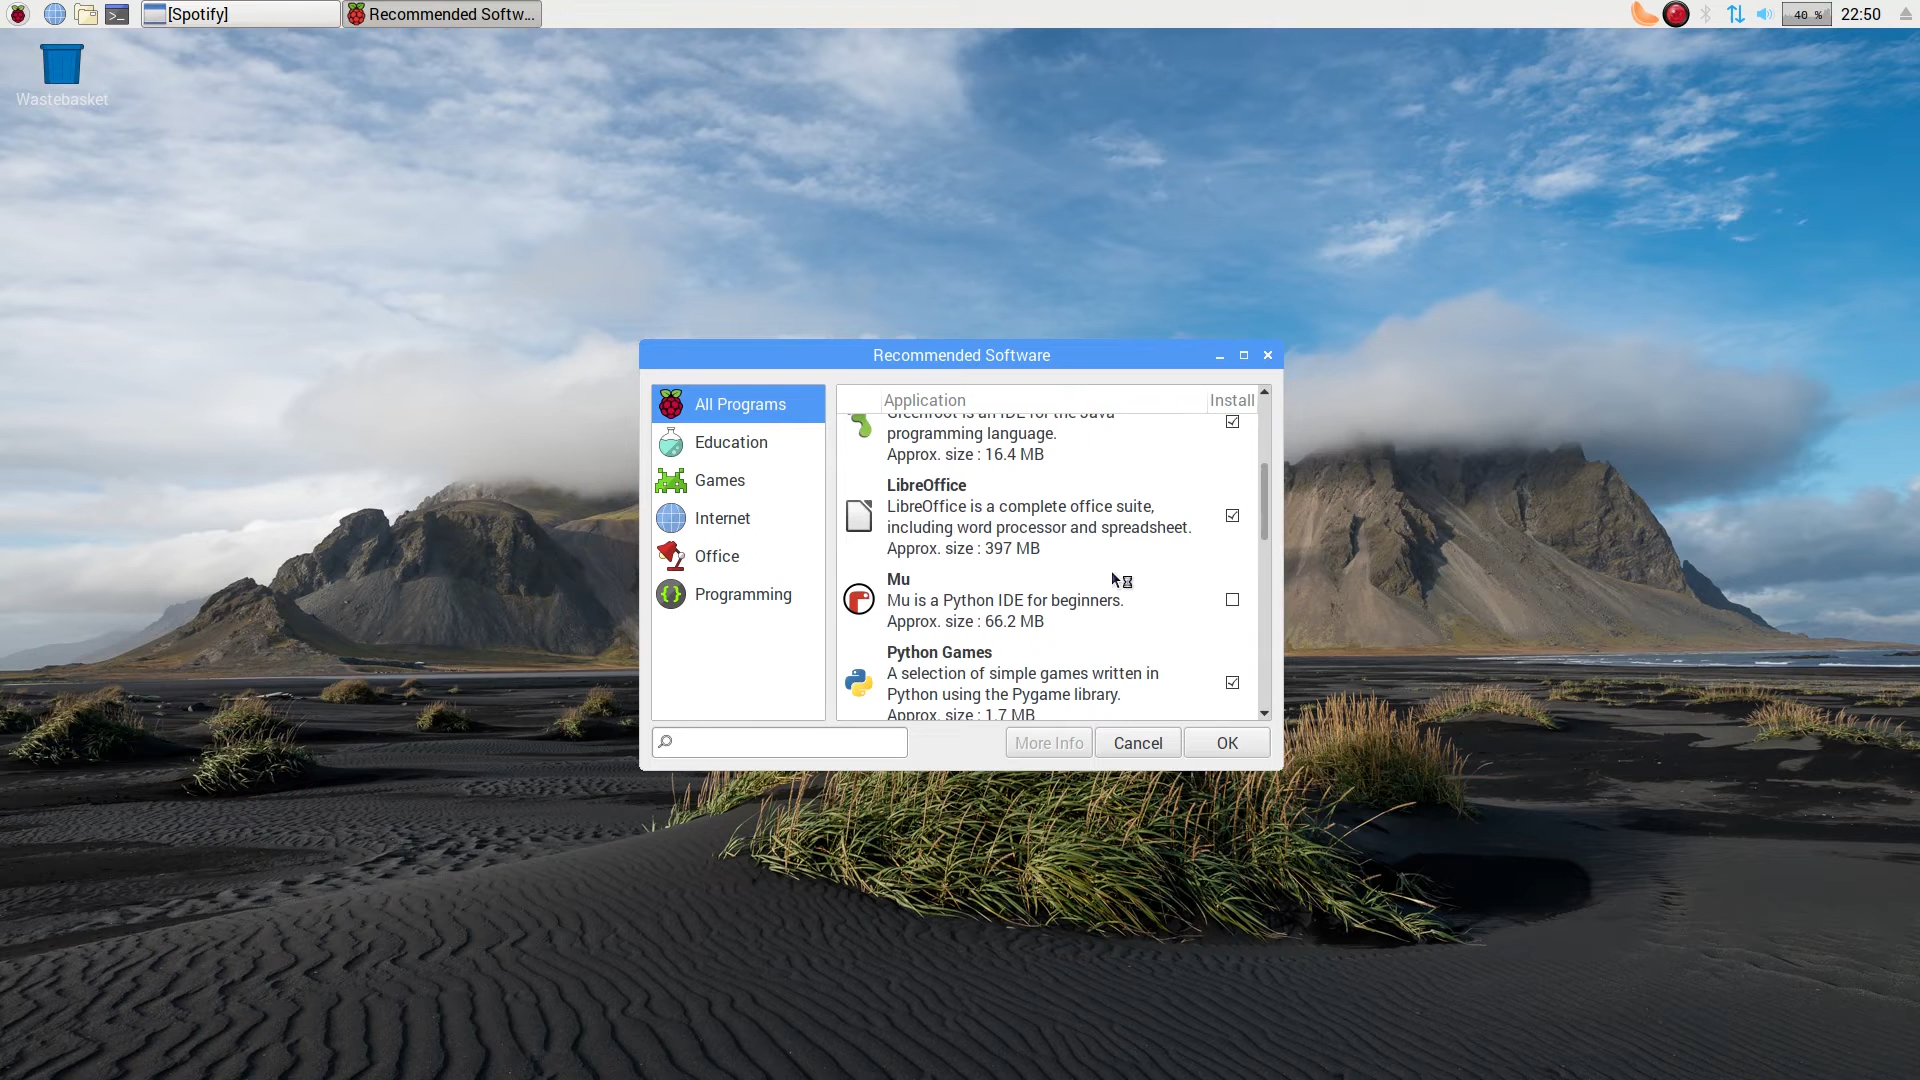 [Spotify]
Recommended Softw...
40 %
22:50
Wastebasket
Recommended Software
All Programs
Education
Games
Internet
Office
Programming
Application
Install
Greenfoot is an IDE for the Java
programming language.
Approx. size : 16.4 MB
LibreOffice
LibreOffice is a complete office suite,
including word processor and spreadsheet.
Approx. size : 397 MB
Mu
Mu is a Python IDE for beginners.
Approx. size : 66.2 MB
Python Games
A selection of simple games written in
Python using the Pygame library.
Approx. size : 1.7 MB
More Info
Cancel
OK